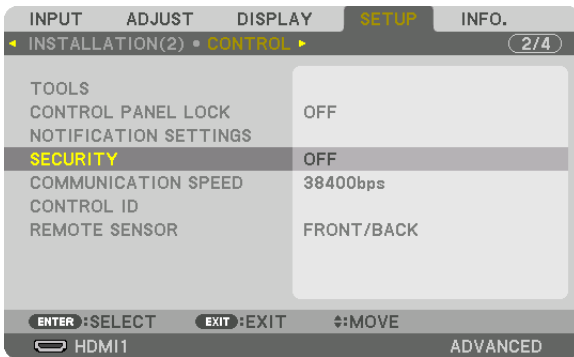 INPUT ADJUST DISPLAY SETUP INFO.
INSTALLATION(2) • CONTROL 2/4
TOOLS
CONTROL PANEL LOCK OFF
NOTIFICATION SETTINGS
SECURITY OFF
COMMUNICATION SPEED 38400bps
CONTROL ID
REMOTE SENSOR FRONT/BACK
ENTER :SELECT EXIT :EXIT :MOVE
HDMI1 ADVANCED